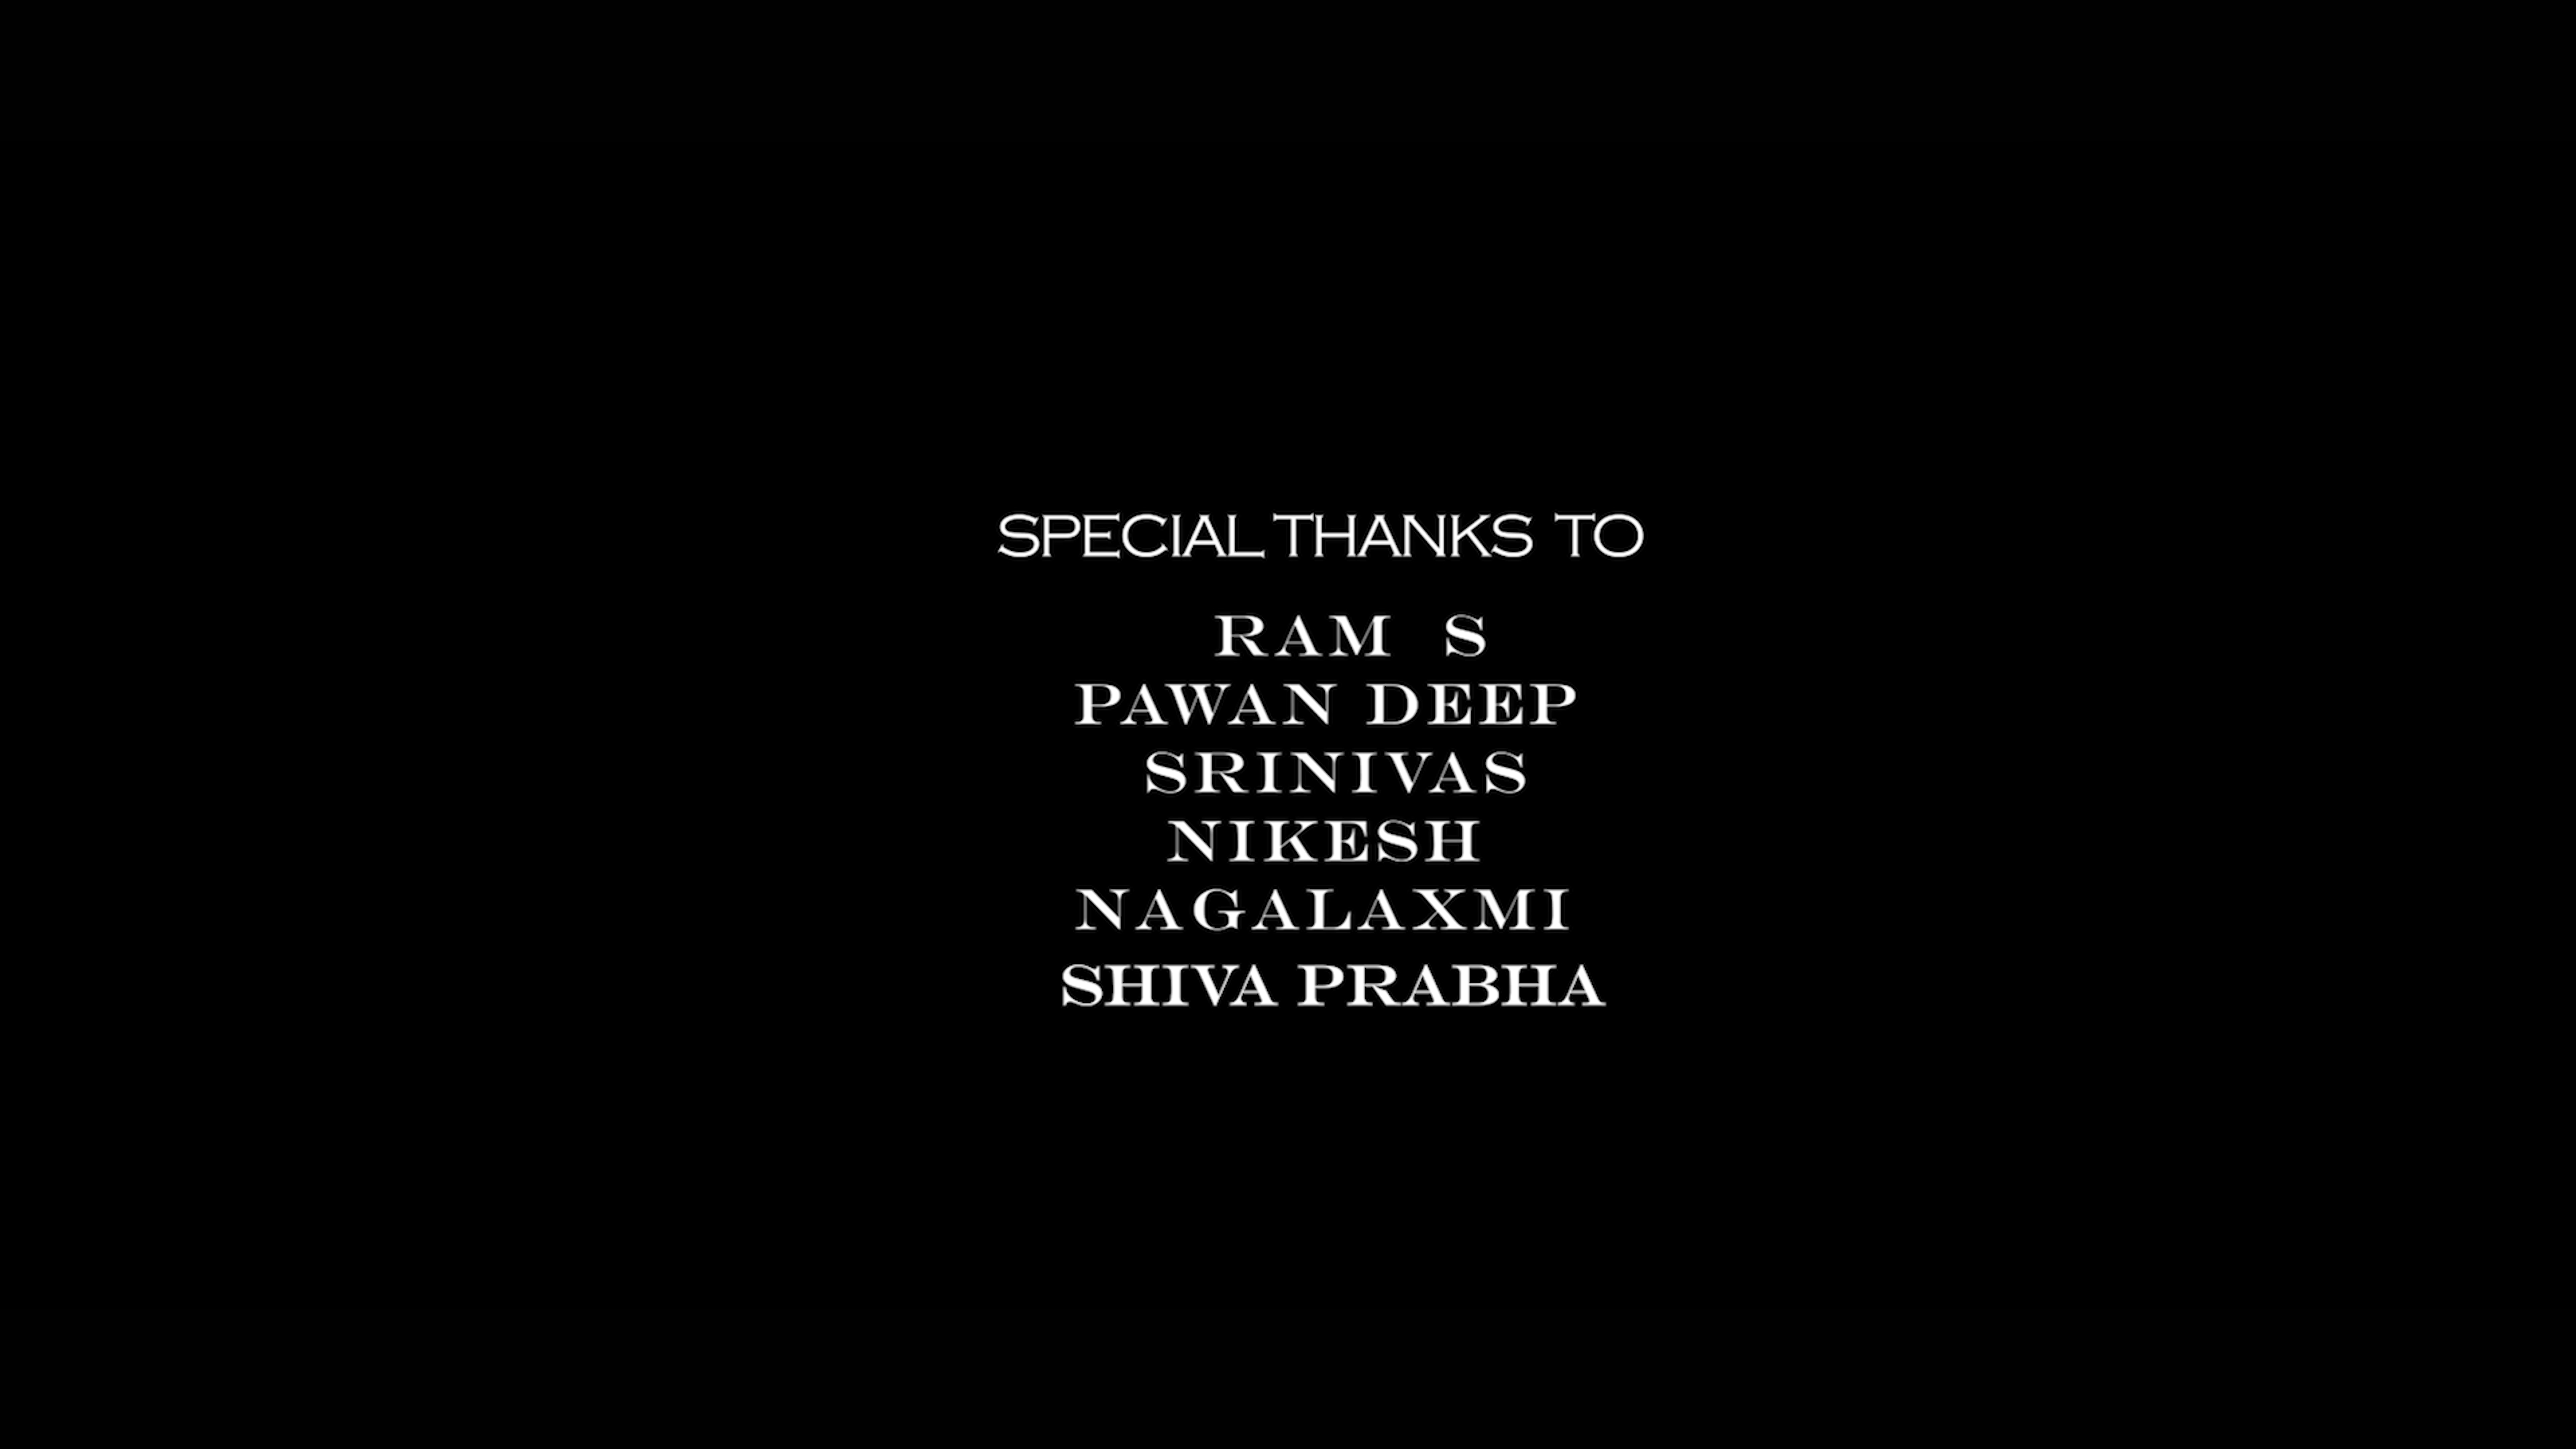 SPECIAL THANKS TO
RAM S
PAWAN DEEP
SRINIVAS
NIKESH
NAGALAXMI
SHIVA PRABHA